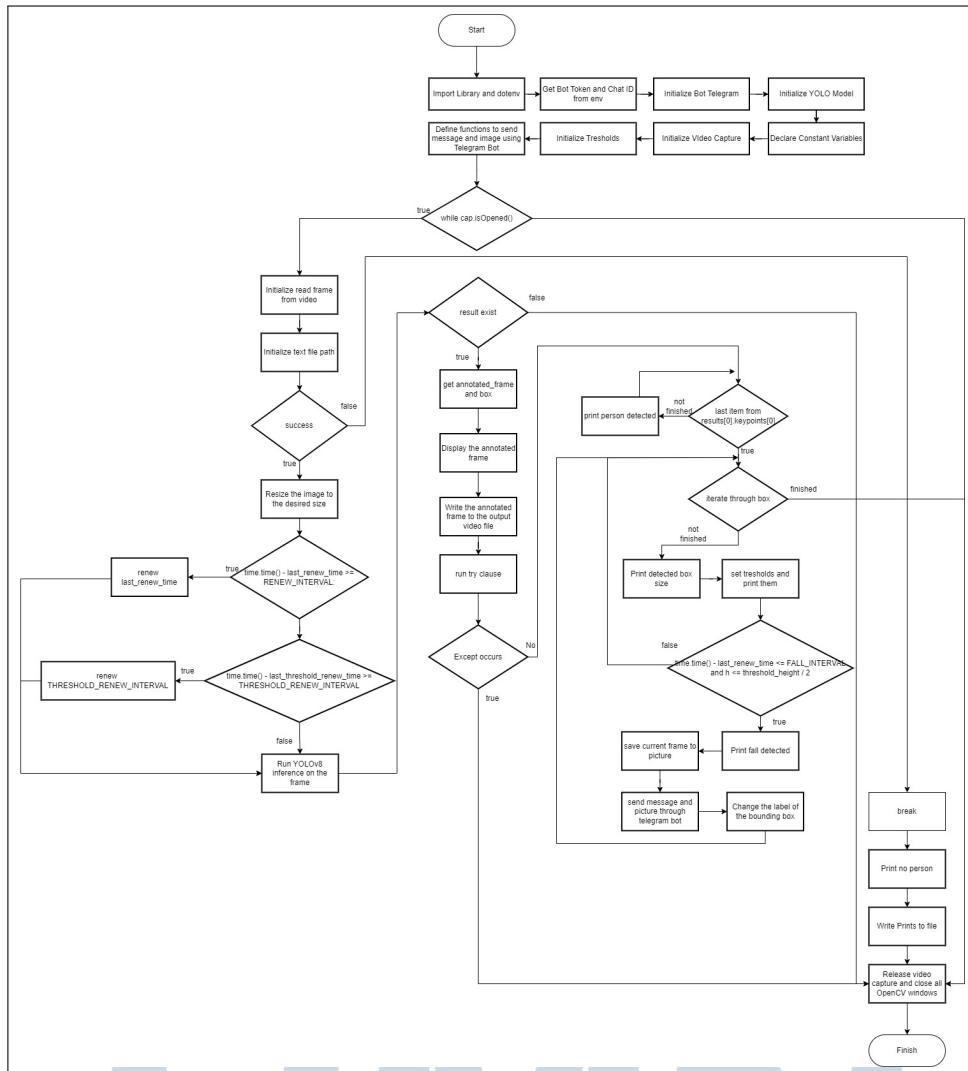 Start
Import Library and dotenv
Get Bot Token and Chat ID
from env
Initialize Bot Telegram
Initialize YOLO Model
Define functions to send
message and image using
Telegram Bot
Initialize Tresholds
Initialize Video Capture
Declare Constant Variables
true
while cap.isOpened()
Initialize read frame
from video
Initialize text file path
success
false
true
Resize the image to
the desired size
time.time() - last_renew_time >=
RENEW_INTERVAL:
true
renew
last_renew_time
time.time() - last_threshold_renew_time >=
THRESHOLD_RENEW_INTERVAL
true
renew
THRESHOLD_RENEW_INTERVAL
false
Run YOLOv8
inference on the
frame
result exist
false
true
get annotated_frame
and box
Display the annotated
frame
Write the annotated
frame to the output
video file
run try clause
Except occurs
No
true
last item from
results[0].keypoints[0].
not
finished
print person detected
true
iterate through box
finished
not
finished
Print detected box
size
set tresholds and
print them
time.time() - last_renew_time <= FALL_INTERVAL
and h <= threshold_height / 2
false
true
Print fall detected
save current frame to
picture
send message and
picture through
telegram bot
Change the label of
the bounding box
break
Print no person
Write Prints to file
Release video
capture and close all
OpenCV windows
Finish